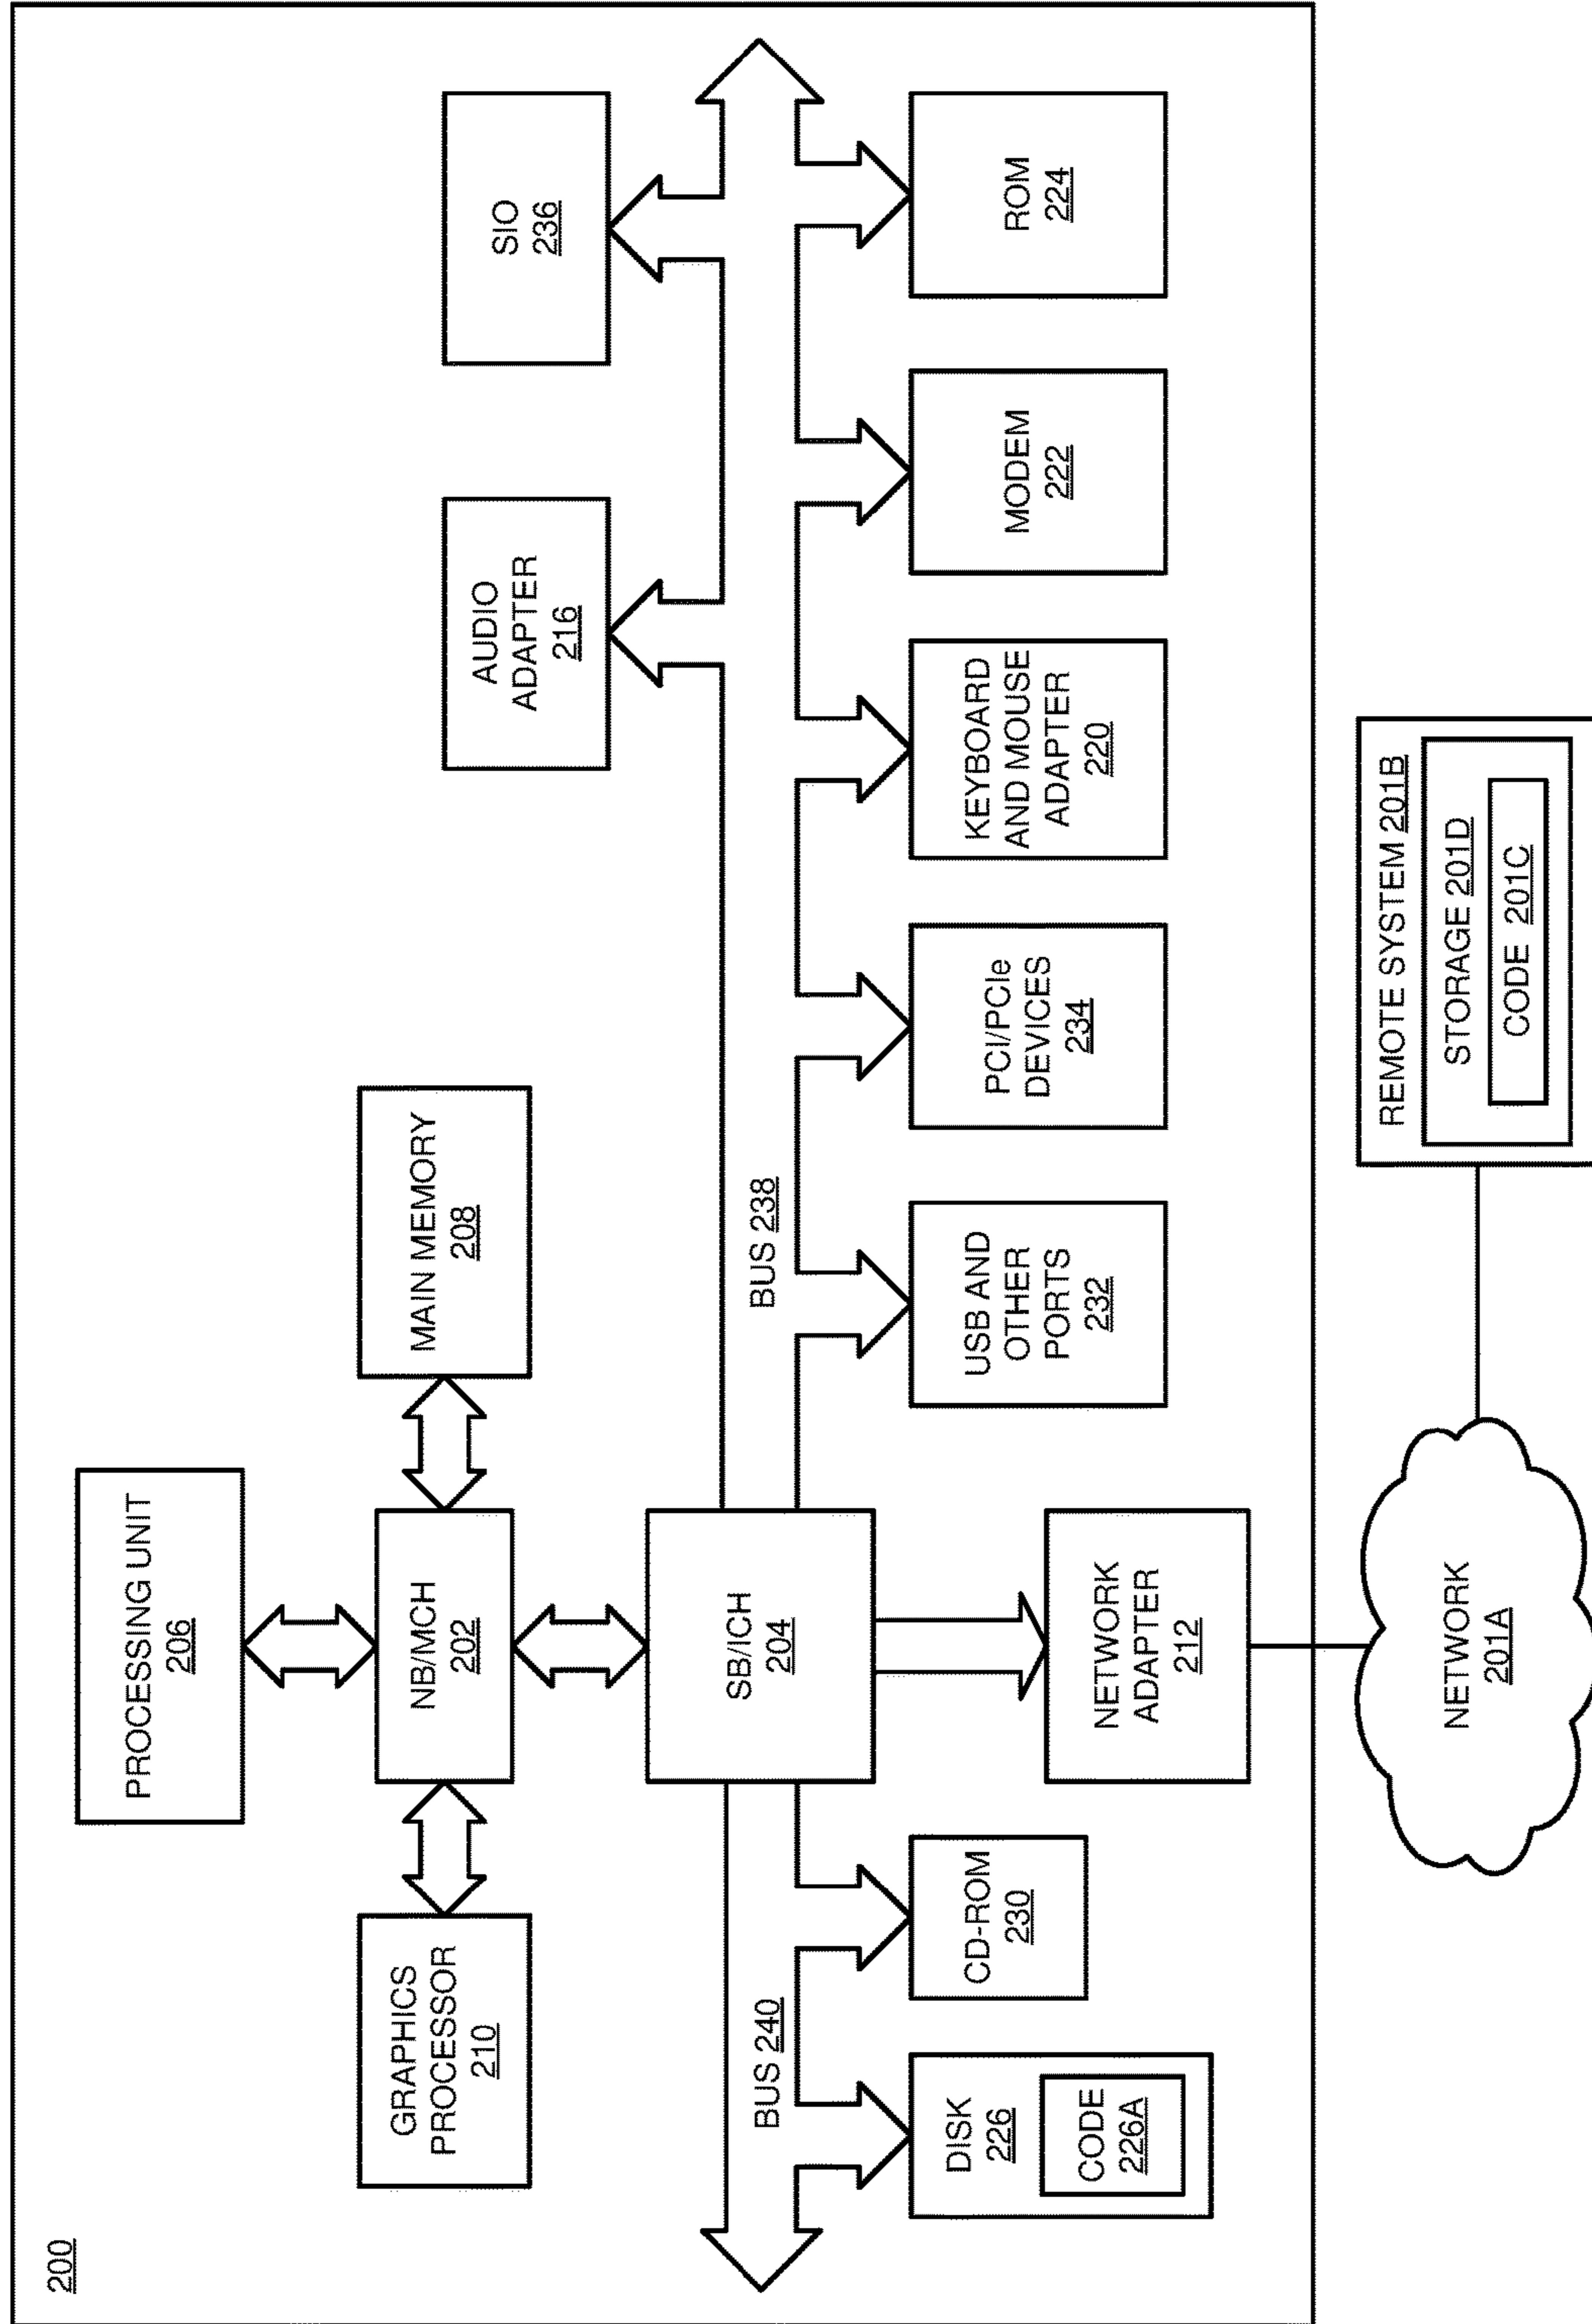 200
PROCESSING UNIT
206
GRAPHICS
PROCESSOR
210
NB/MCH
202
MAIN MEMORY
208
AUDIO
ADAPTER
216
SIO
236
SB/ICH
204
BUS 240
BUS 238
DISK
226
CODE
226A
CD-ROM
230
NETWORK
ADAPTER
212
USB AND
OTHER
PORTS
232
PCI/PCIe
DEVICES
234
KEYBOARD
AND MOUSE
ADAPTER
220
MODEM
222
ROM
224
NETWORK
201A
REMOTE SYSTEM 201B
STORAGE 201D
CODE 201C